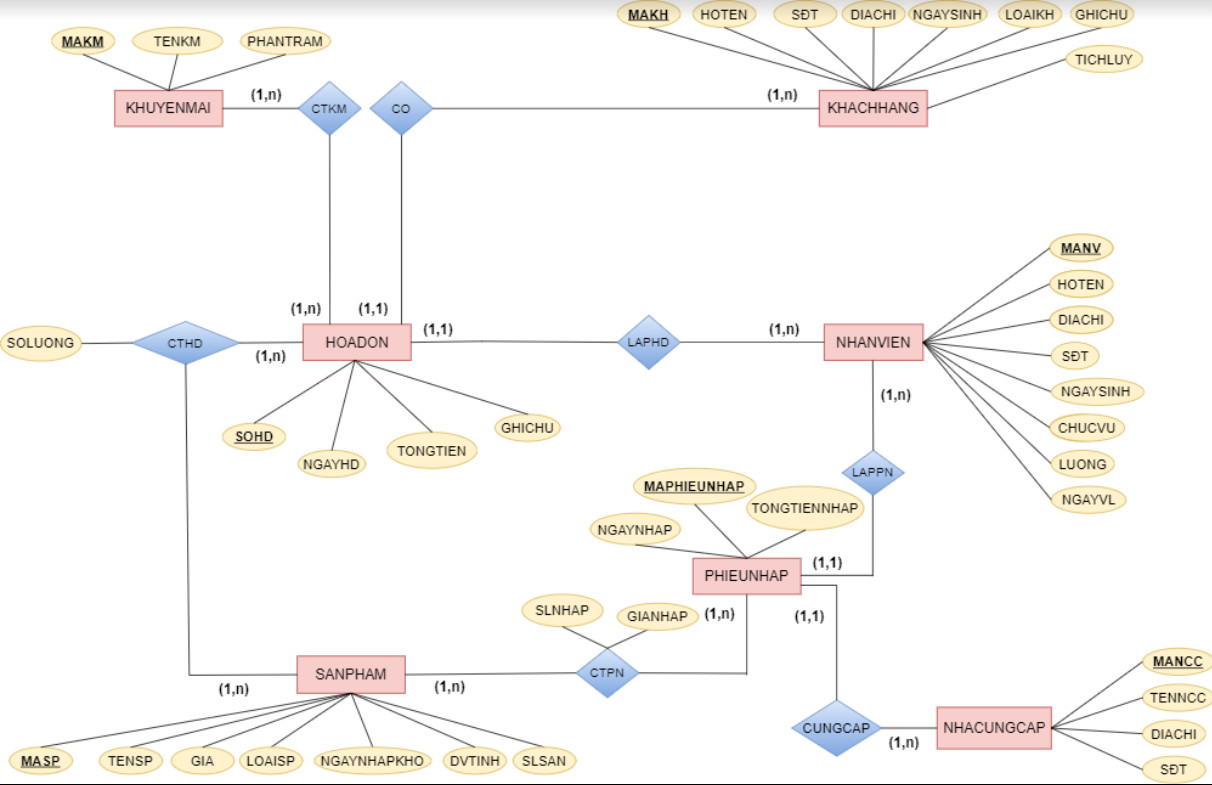 MAKH
HOTEN
SĐT
DIACHI
NGAYSINH
LOAIKH
GHICHU
MAKM
TENKM
PHANTRAM
TICHLUY
KHUYENMAI
(1,n)
CTKM
CO
(1,n)
KHACHHANG
MANV
HOTEN
DIACHI
SĐT
NGAYSINH
CHUCVU
LUONG
NGAYVL
(1,n)
(1,1)
SOLUONG
CTHD
(1,n)
HOADON
(1,1)
LAPHD
(1,n)
NHANVIEN
(1,n)
SOHD
NGAYHD
TONGTIEN
GHICHU
LAPPN
MAPHIEUNHAP
TONGTIENNHAP
NGAYNHAP
PHIEUNHAP
(1,1)
(1,n)
(1,1)
SLNHAP
GIANHAP
SANPHAM
(1,n)
(1,n)
CTPN
CUNGCAP
(1,n)
NHACUNGCAP
MANCC
TENNCC
DIACHI
SĐT
MASP
TENSP
GIA
LOAISP
NGAYNHAPKHO
DVTINH
SLSAN